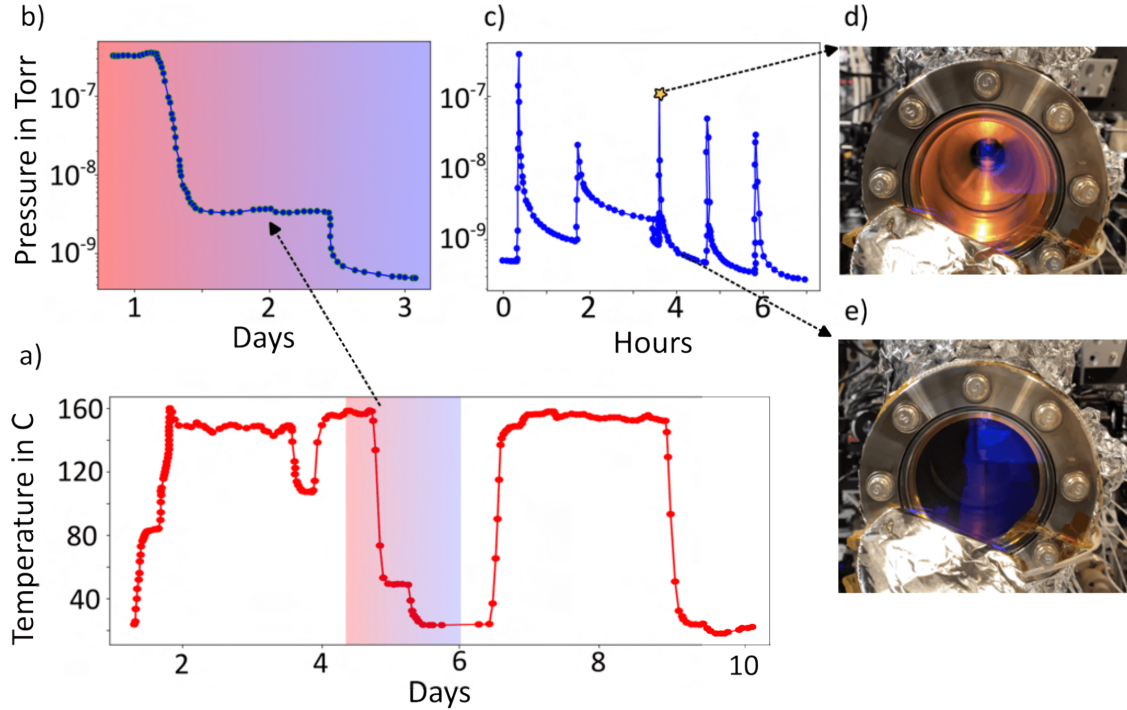 b)
c)
d)
Pressure in Torr
10⁻⁷
10⁻⁸
10⁻⁹
1
2
3
Days
10⁻⁷
10⁻⁸
10⁻⁹
0
2
4
6
Hours
e)
a)
Temperature in C
160
120
80
40
2
4
6
8
10
Days